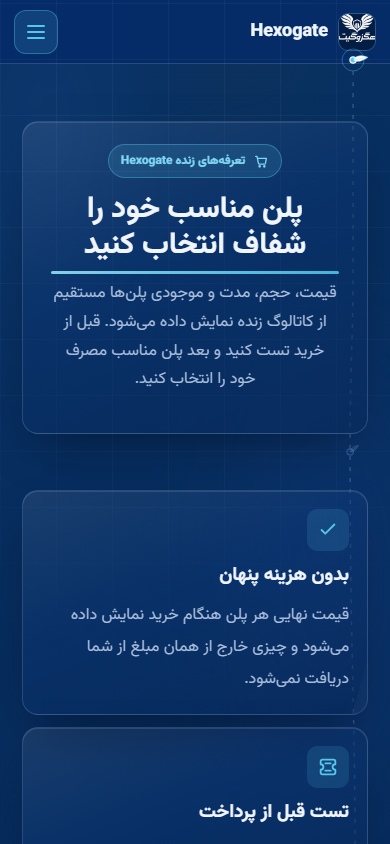 Hexogate
هگزوگیت
تعرفه‌های زنده Hexogate
پلن مناسب خود را
شفاف انتخاب کنید
قیمت، حجم، مدت و موجودی پلن‌ها مستقیم
از کاتالوگ زنده نمایش داده می‌شود. قبل از
خرید تست کنید و بعد پلن مناسب مصرف
خود را انتخاب کنید.
بدون هزینه پنهان
قیمت نهایی هر پلن هنگام خرید نمایش داده
می‌شود و چیزی خارج از همان مبلغ از شما
دریافت نمی‌شود.
تست قبل از پرداخت